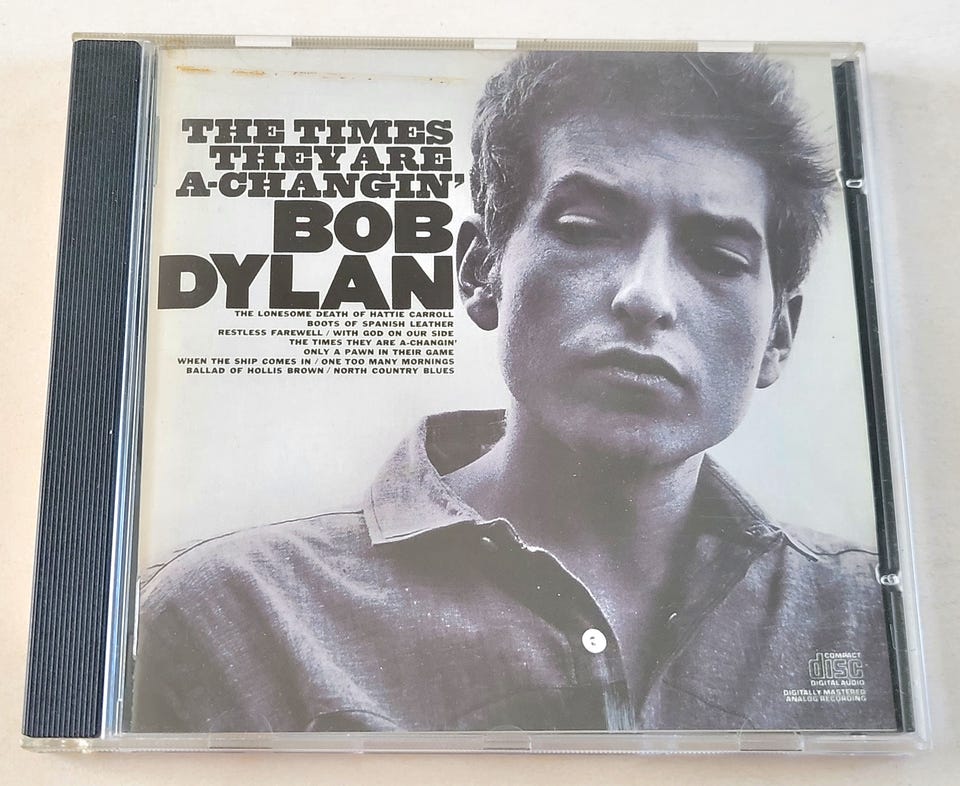 THE TIMES
THEY ARE
A-CHANGIN'
BOB
DYLAN
THE LONESOME DEATH OF HATTIE CARROLL
BOOTS OF SPANISH LEATHER
RESTLESS FAREWELL / WITH GOD ON OUR SIDE
THE TIMES THEY ARE A-CHANGIN'
ONLY A PAWN IN THEIR GAME
WHEN THE SHIP COMES IN / ONE TOO MANY MORNINGS
BALLAD OF HOLLIS BROWN / NORTH COUNTRY BLUES
COMPACT
disc
DIGITAL AUDIO
DIGITALLY MASTERED
ANALOG RECORDING